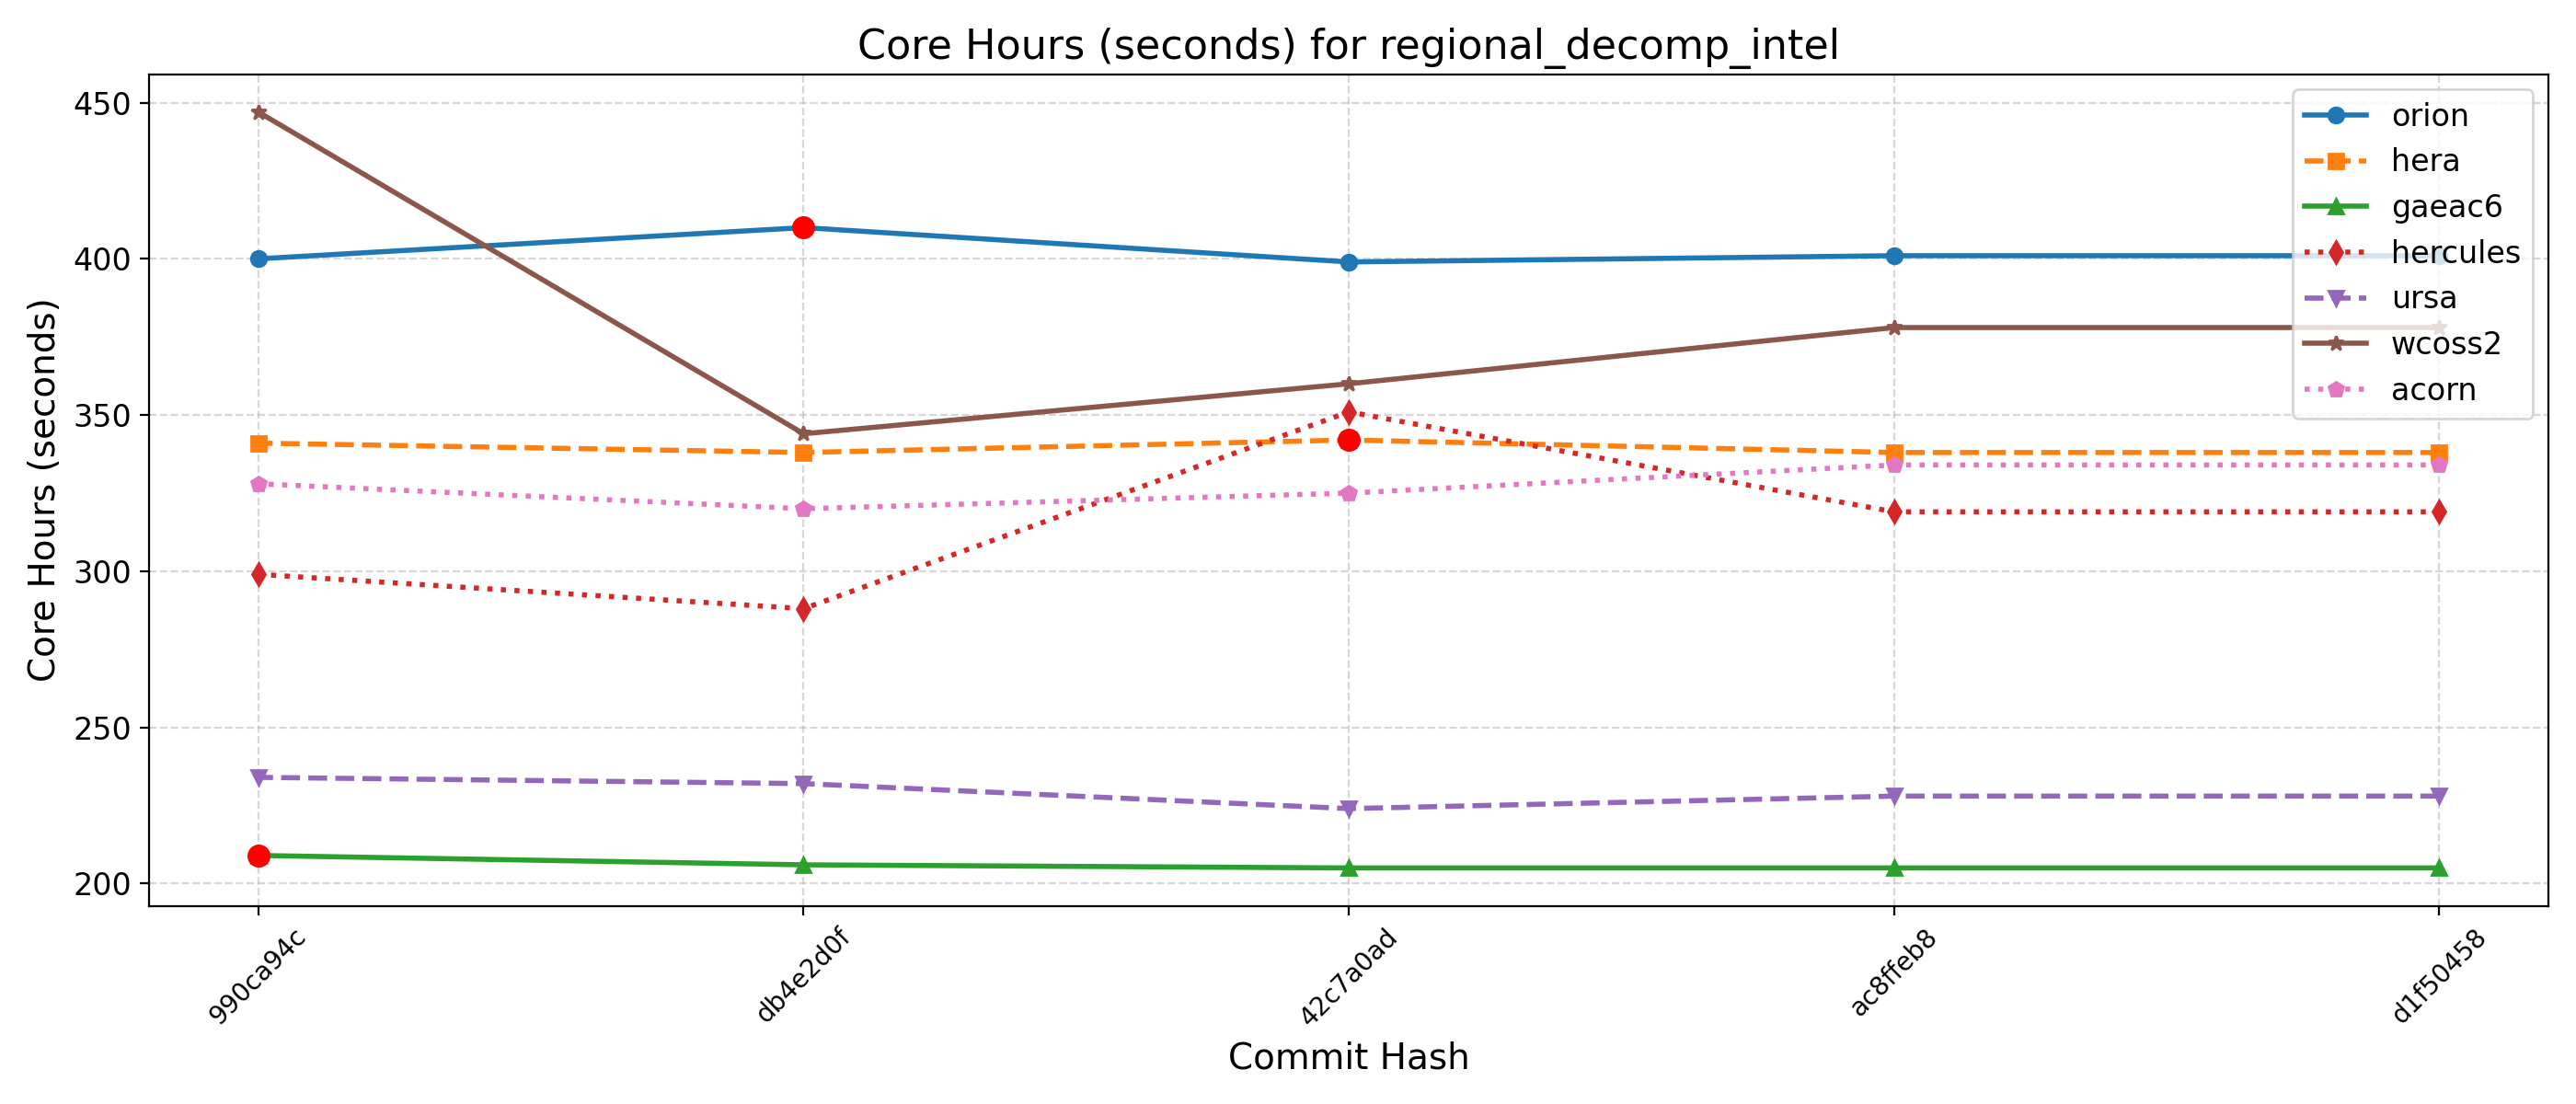 Core Hours (seconds) for regional_decomp_intel
Core Hours (seconds)
450
400
350
300
250
200
orion
hera
gaeac6
hercules
ursa
wcoss2
acorn
990ca94c
db4e2d0f
42c7a0ad
ac8ffeb8
d1f50458
Commit Hash